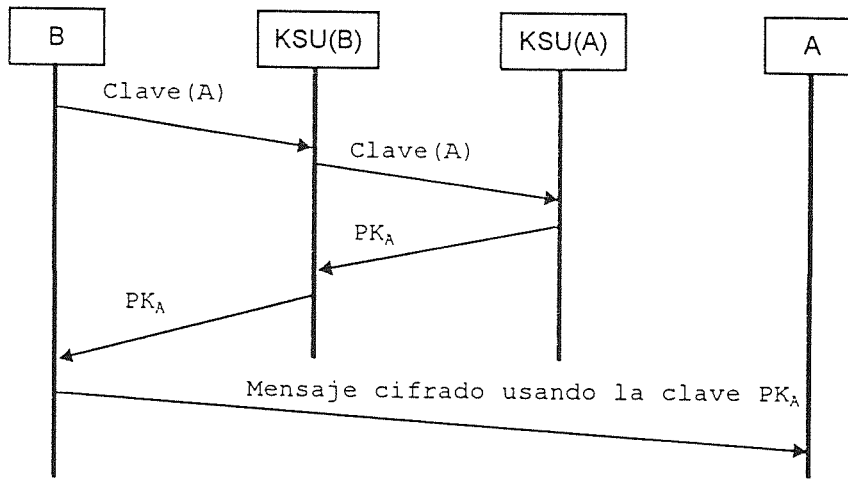 B
KSU(B)
KSU(A)
A
Clave(A)
Clave(A)
PKA
PKA
Mensaje cifrado usando la clave PKA